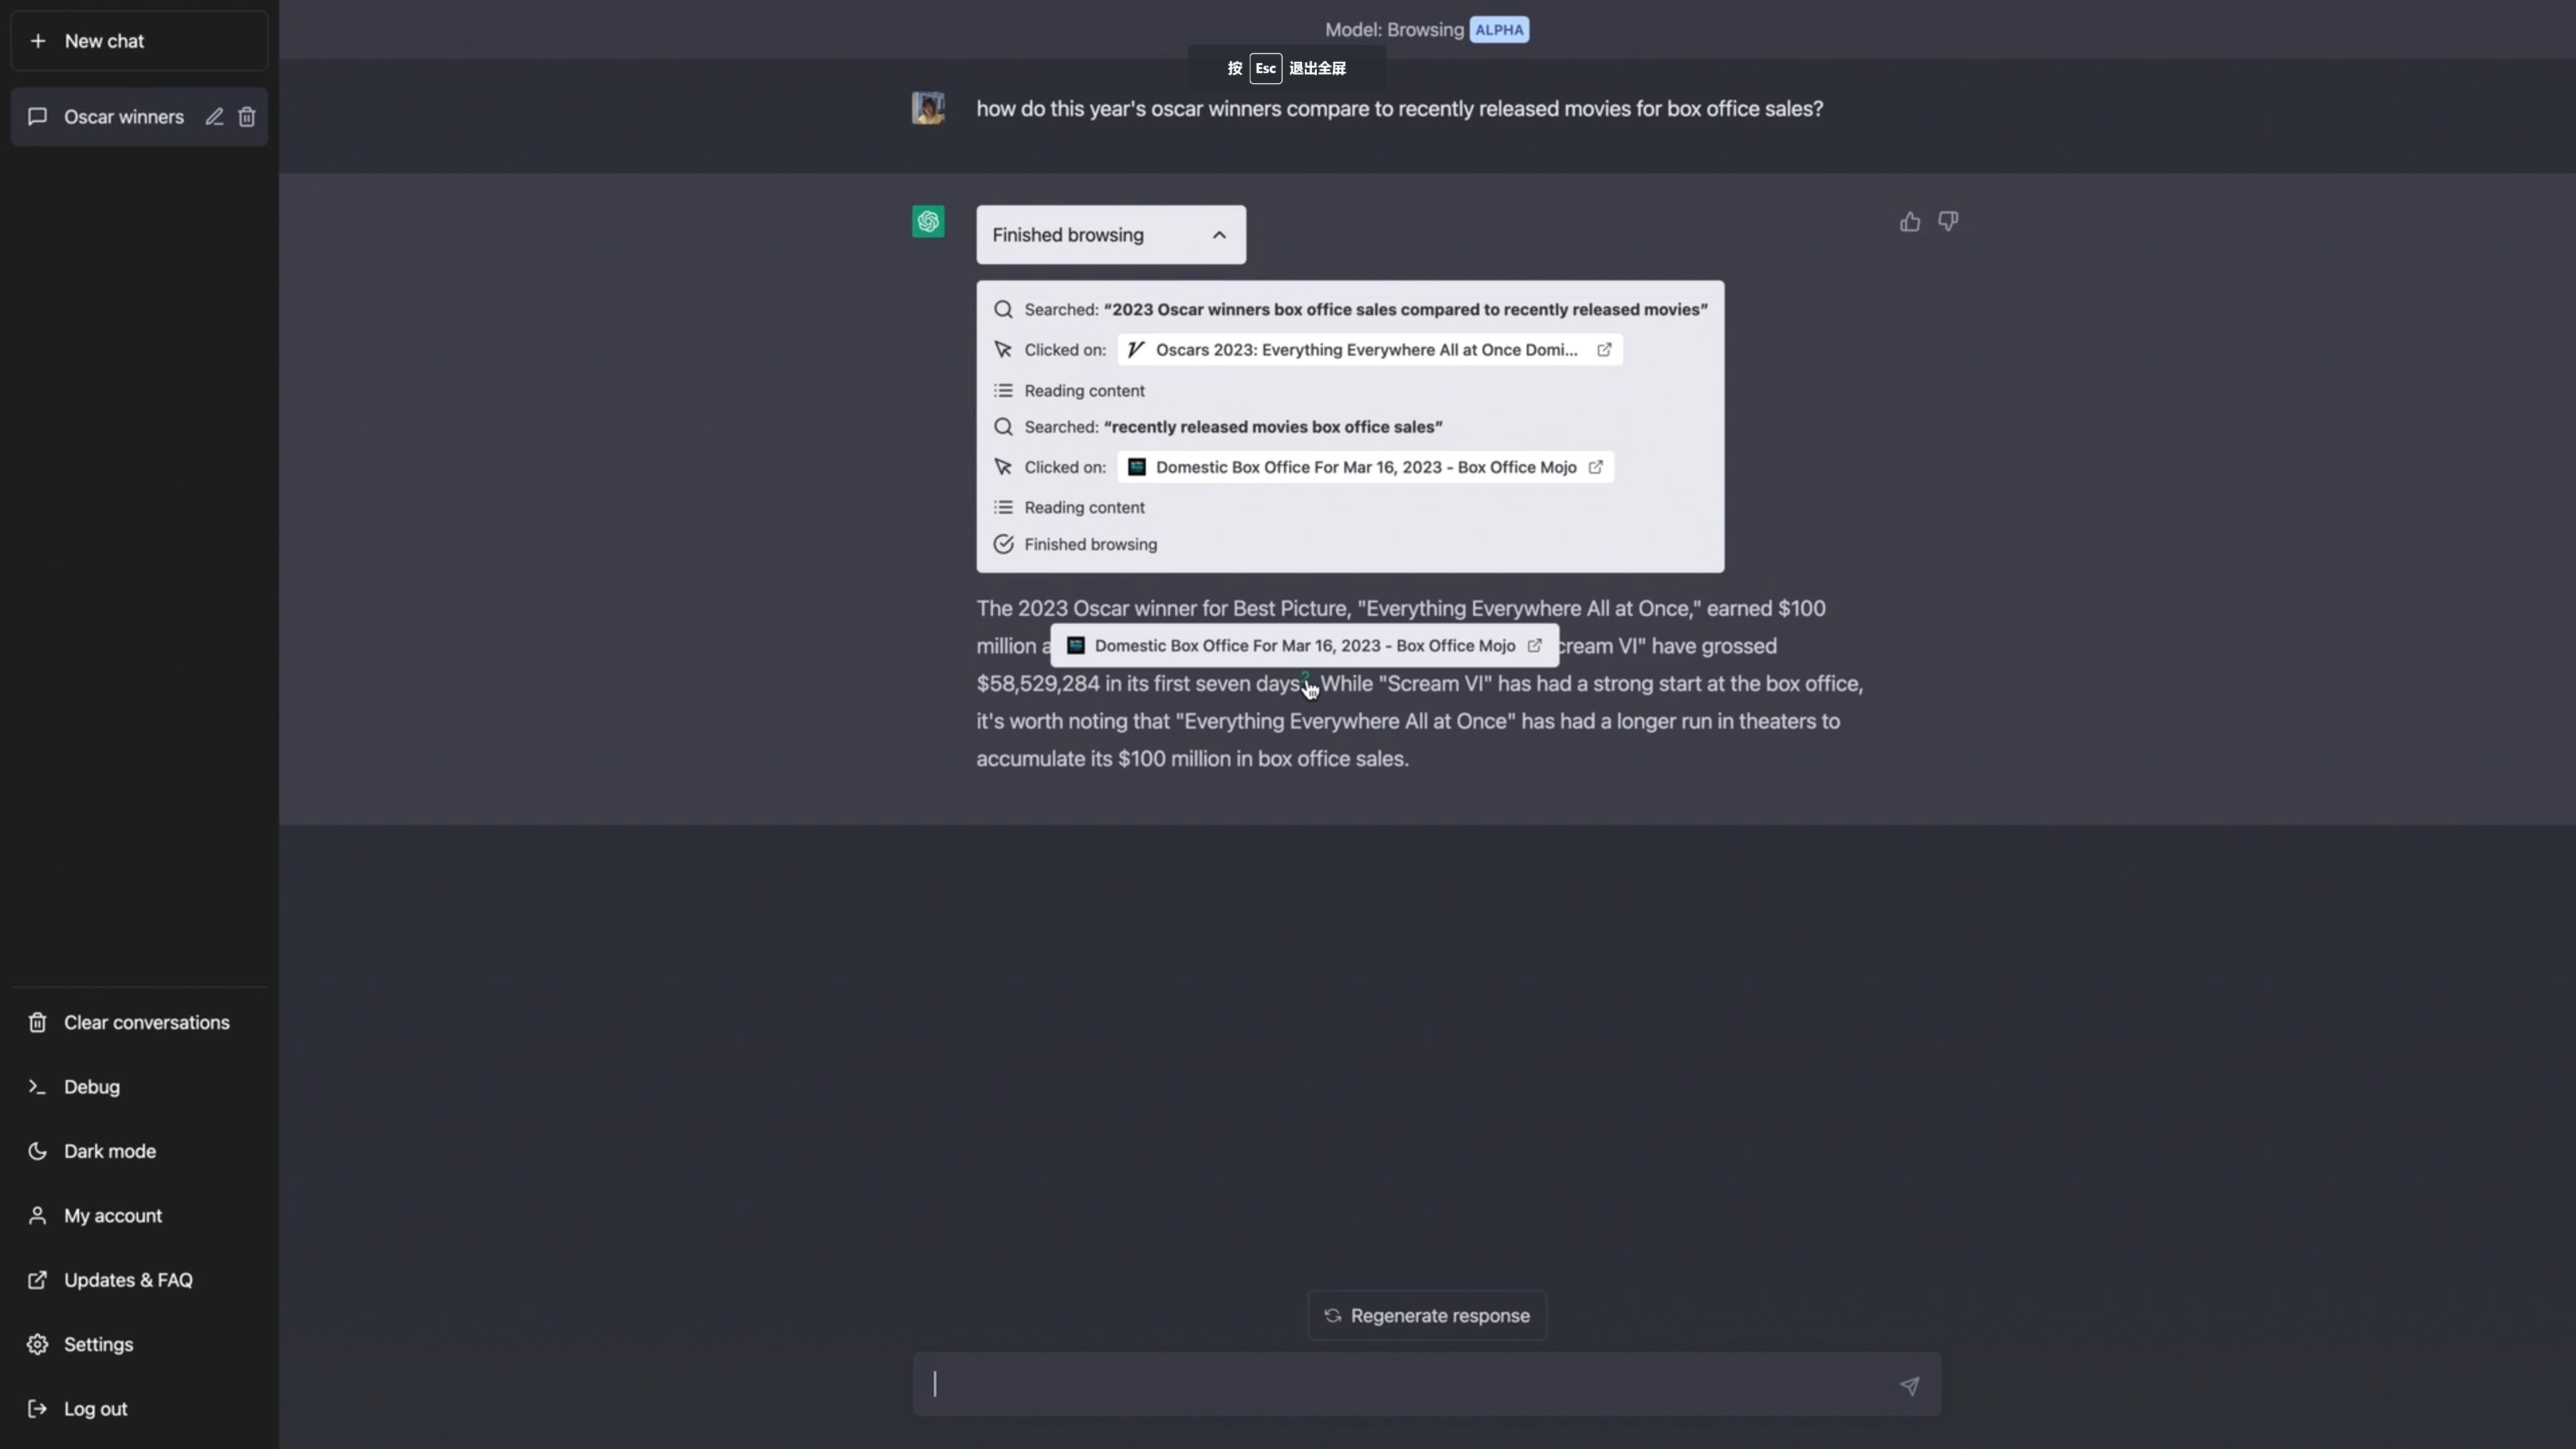 New chat
Oscar winners
Clear conversations
Debug
Dark mode
My account
Updates & FAQ
Settings
Log out
Model: Browsing ALPHA
按 Esc 退出全屏
how do this year's oscar winners compare to recently released movies for box office sales?
Finished browsing
Searched: “2023 Oscar winners box office sales compared to recently released movies”
Clicked on: Oscars 2023: Everything Everywhere All at Once Domi...
Reading content
Searched: “recently released movies box office sales”
Clicked on: Domestic Box Office For Mar 16, 2023 - Box Office Mojo
Reading content
Finished browsing
The 2023 Oscar winner for Best Picture, "Everything Everywhere All at Once," earned $100
million a Domestic Box Office For Mar 16, 2023 - Box Office Mojo cream VI" have grossed
$58,529,284 in its first seven days While "Scream VI" has had a strong start at the box office,
it's worth noting that "Everything Everywhere All at Once" has had a longer run in theaters to
accumulate its $100 million in box office sales.
Regenerate response